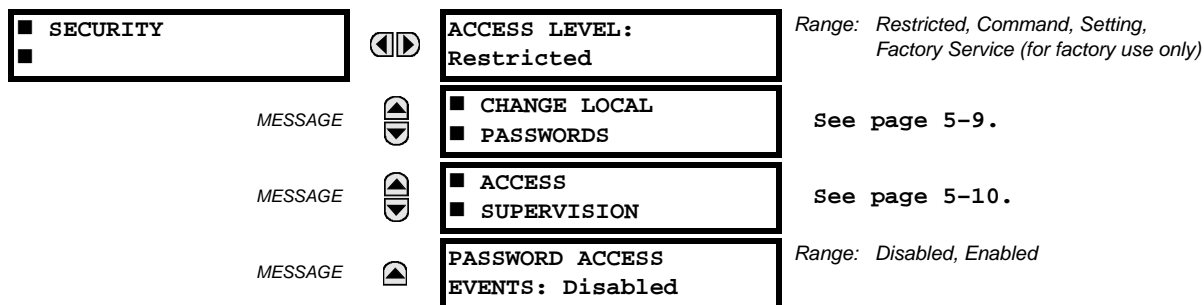 ■ SECURITY
■
ACCESS LEVEL:
Restricted
Range: Restricted, Command, Setting,
Factory Service (for factory use only)
MESSAGE
■ CHANGE LOCAL
■ PASSWORDS
See page 5–9.
MESSAGE
■ ACCESS
■ SUPERVISION
See page 5–10.
MESSAGE
PASSWORD ACCESS
EVENTS: Disabled
Range: Disabled, Enabled